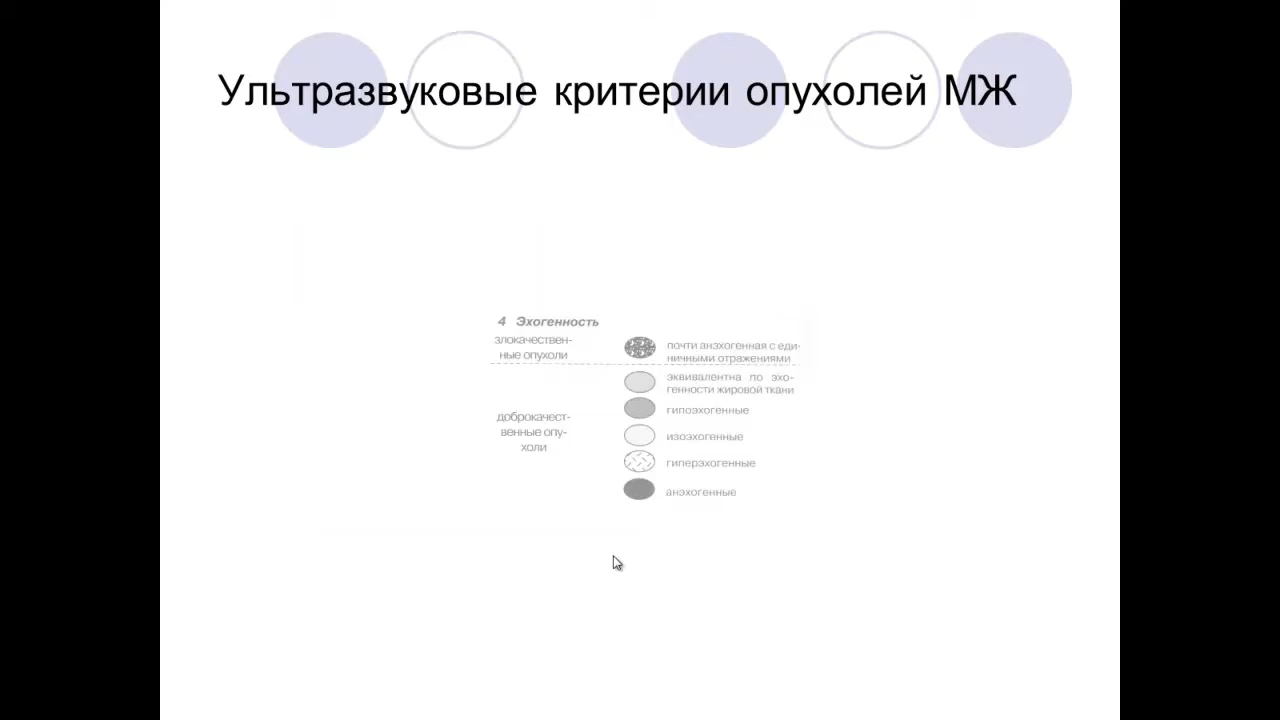 Ультразвуковые критерии опухолей МЖ
4 Эхогенность
злокачествен-
ные опухоли
почти анэхогенная с еди-
ничными отражениями
эквивалентна по эхо-
генности жировой ткани
доброкачест-
венные опу-
холи
гипоэхогенные
изоэхогенные
гиперэхогенные
анэхогенные